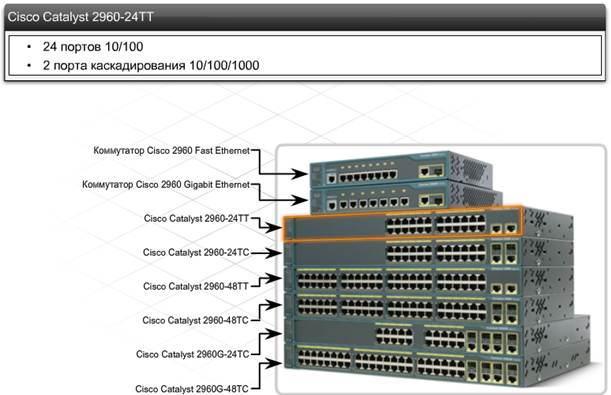 Cisco Catalyst 2960-24TT
• 24 портов 10/100
• 2 порта каскадирования 10/100/1000
Коммутатор Cisco 2960 Fast Ethernet
Коммутатор Cisco 2960 Gigabit Ethernet
Cisco Catalyst 2960-24TT
Cisco Catalyst 2960-24TC
Cisco Catalyst 2960-48TT
Cisco Catalyst 2960-48TC
Cisco Catalyst 2960G-24TC
Cisco Catalyst 2960G-48TC